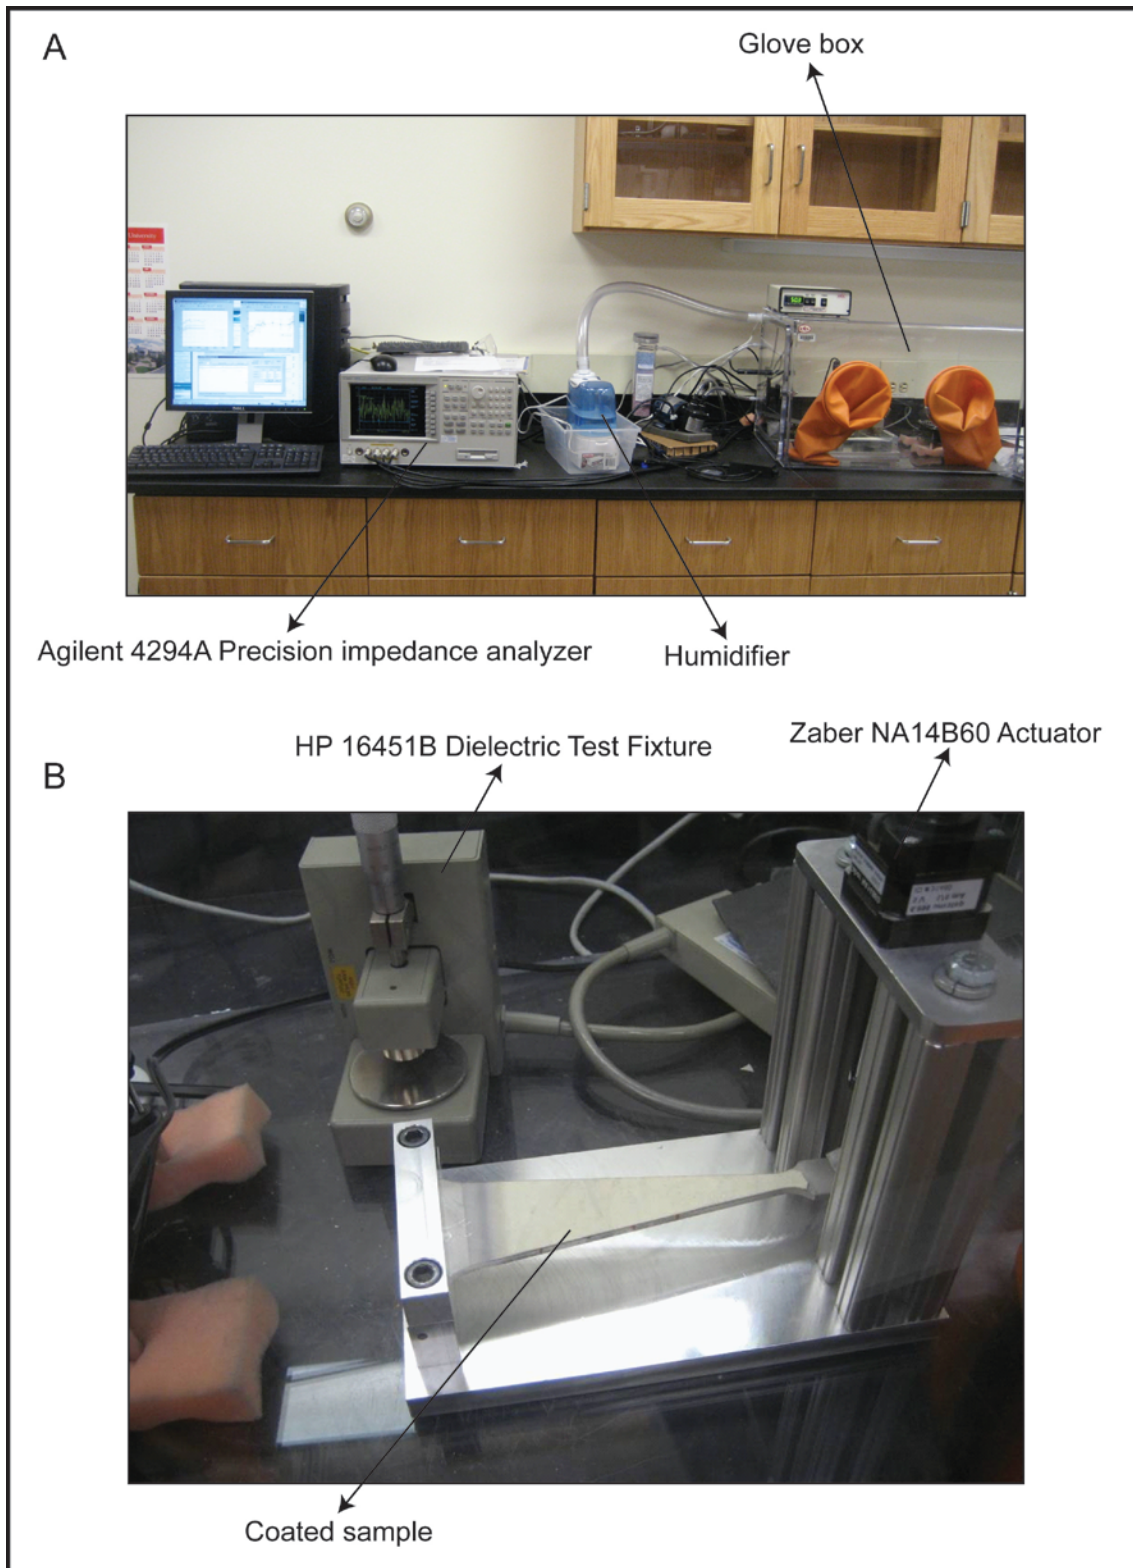 A
Glove box
Agilent 4294A Precision impedance analyzer
Humidifier
HP 16451B Dielectric Test Fixture
Zaber NA14B60 Actuator
B
Coated sample